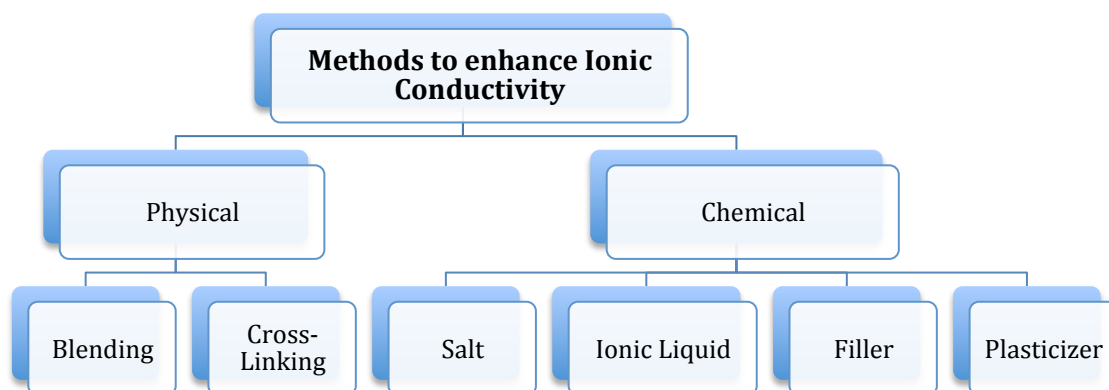 Methods to enhance Ionic
Conductivity
Physical
Chemical
Blending
Cross-
Linking
Salt
Ionic Liquid
Filler
Plasticizer